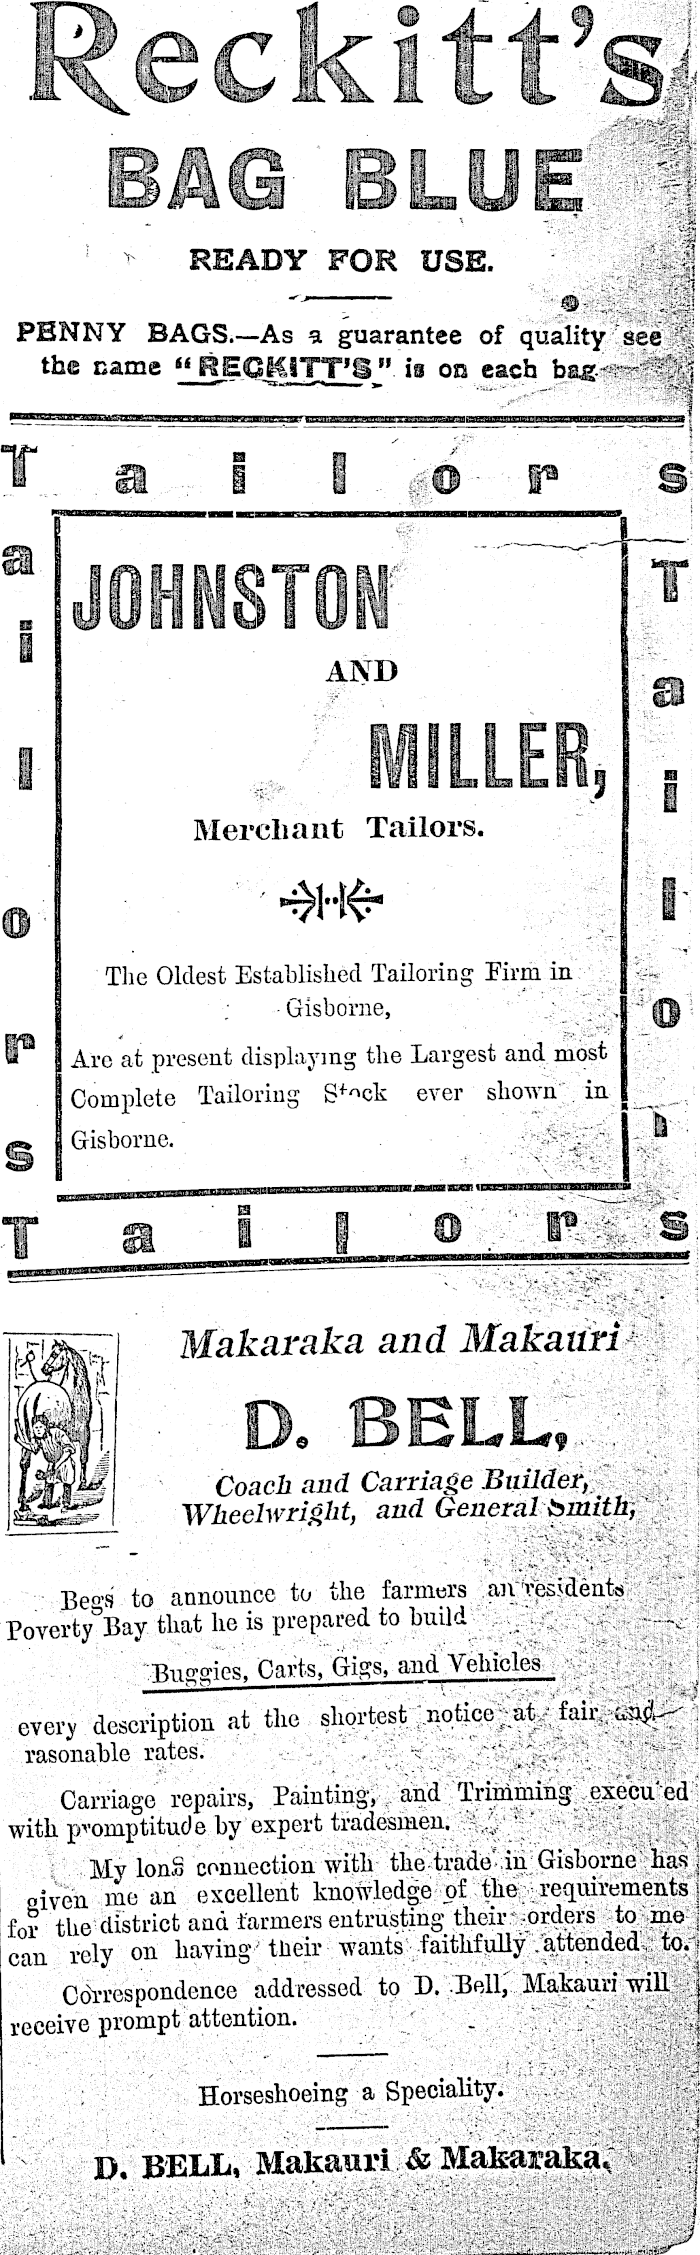 Reckitt's
BAG BLUE
READY FOR USE.
PENNY BAGS.—As a guarantee of quality see
the name "RECKITT'S" is on each bag
Tailors
Tailors
Tailo
JOHNSTON
AND
MILLER,
Merchant Tailors.
The Oldest Established Tailoring Firm in
Gisborne,
Are at present displaying the Largest and most
Complete Tailoring Stock ever shown in
Gisborne.
Tailors
Makaraka and Makauri
D. BELL,
Coach and Carriage Builder,
Wheelwright, and General Smith,
Begs to announce to the farmers an residents
Poverty Bay that he is prepared to build
Buggies, Carts, Gigs, and Vehicles
every description at the shortest notice at fair and
rasonable rates.
Carriage repairs, Painting, and Trimming execu ed
with promptitude by expert tradesmen.
My long connection with the trade in Gisborne has
given me an excellent knowledge of the requirements
for the district and farmers entrusting their orders to me
can rely on having their wants faithfully attended to.
Correspondence addressed to D. Bell, Makauri will
receive prompt attention.
Horseshoeing a Speciality.
D. BELL, Makauri & Makaraka.